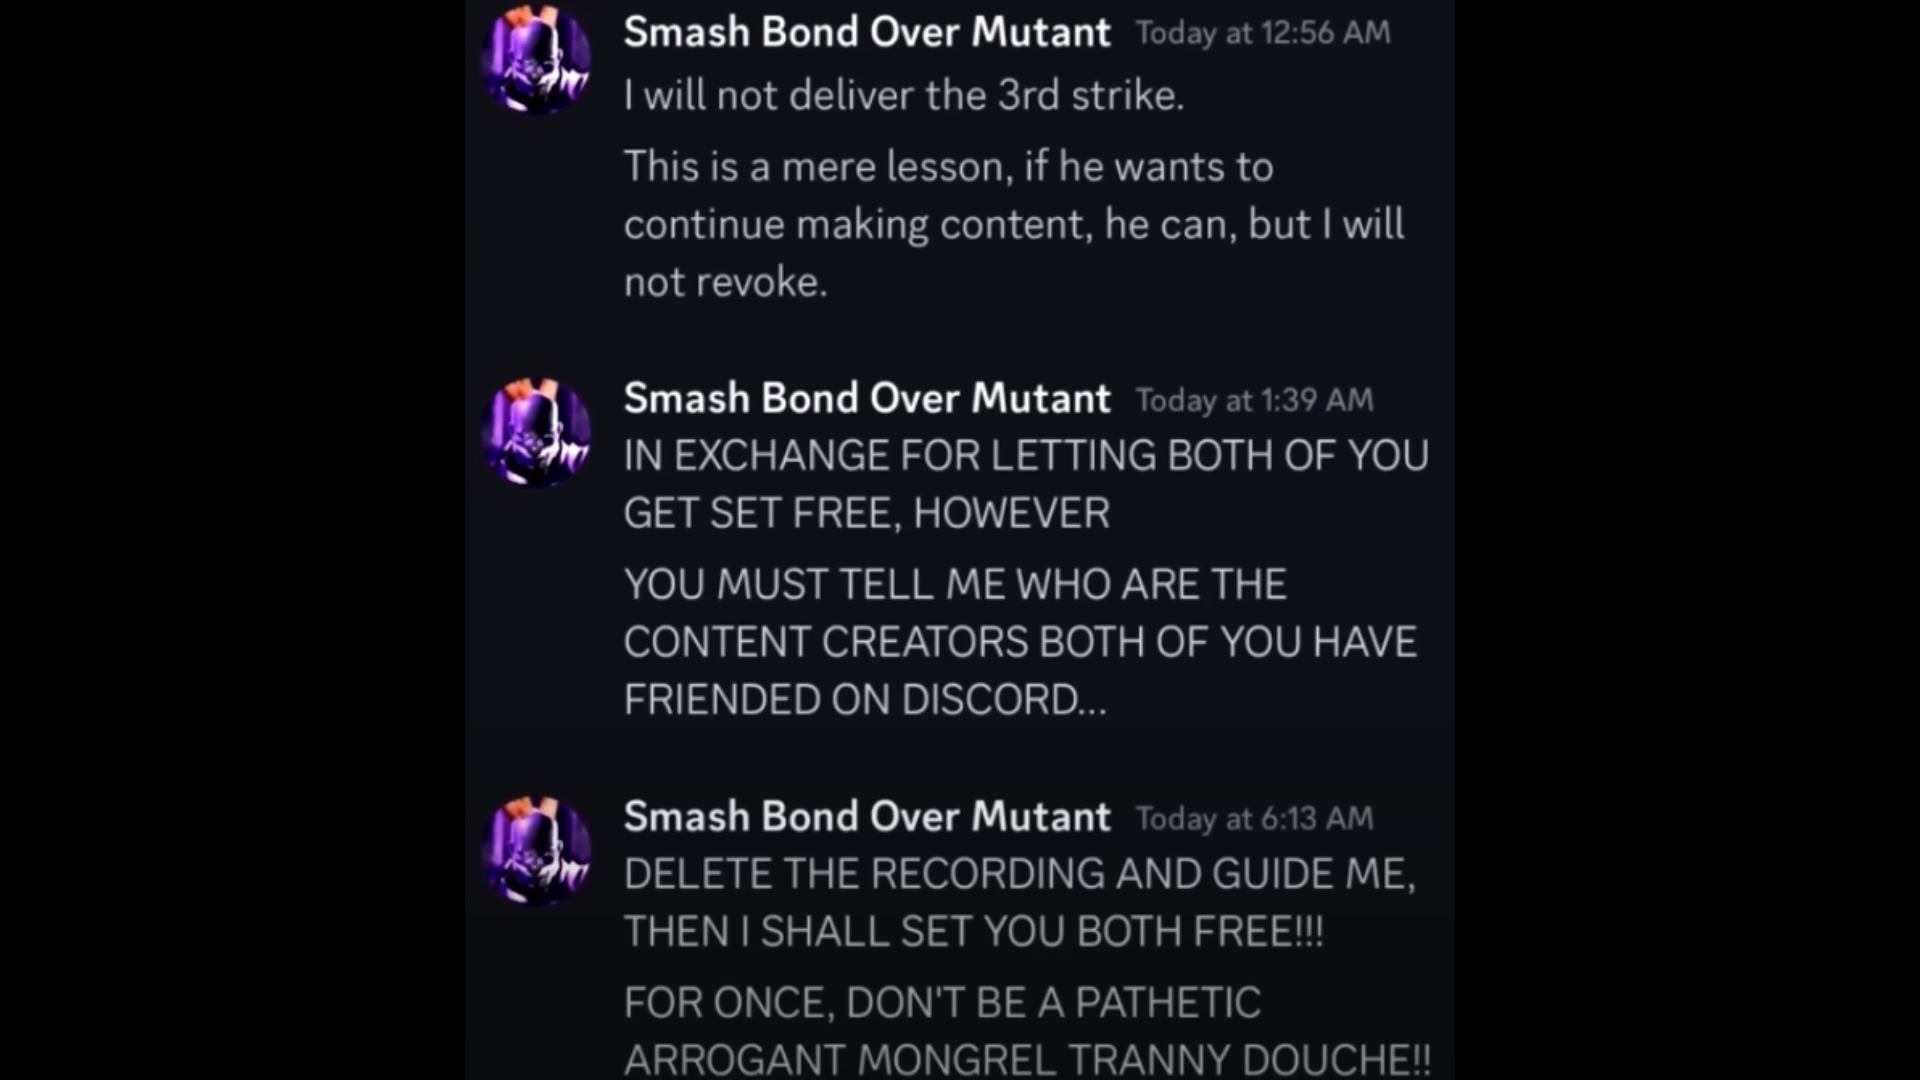 Smash Bond Over Mutant Today at 12:56 AM
I will not deliver the 3rd strike.
This is a mere lesson, if he wants to
continue making content, he can, but I will
not revoke.
Smash Bond Over Mutant Today at 1:39 AM
IN EXCHANGE FOR LETTING BOTH OF YOU
GET SET FREE, HOWEVER
YOU MUST TELL ME WHO ARE THE
CONTENT CREATORS BOTH OF YOU HAVE
FRIENDED ON DISCORD...
Smash Bond Over Mutant Today at 6:13 AM
DELETE THE RECORDING AND GUIDE ME,
THEN I SHALL SET YOU BOTH FREE!!!
FOR ONCE, DON'T BE A PATHETIC
ARROGANT MONGREL TRANNY DOUCHE!!